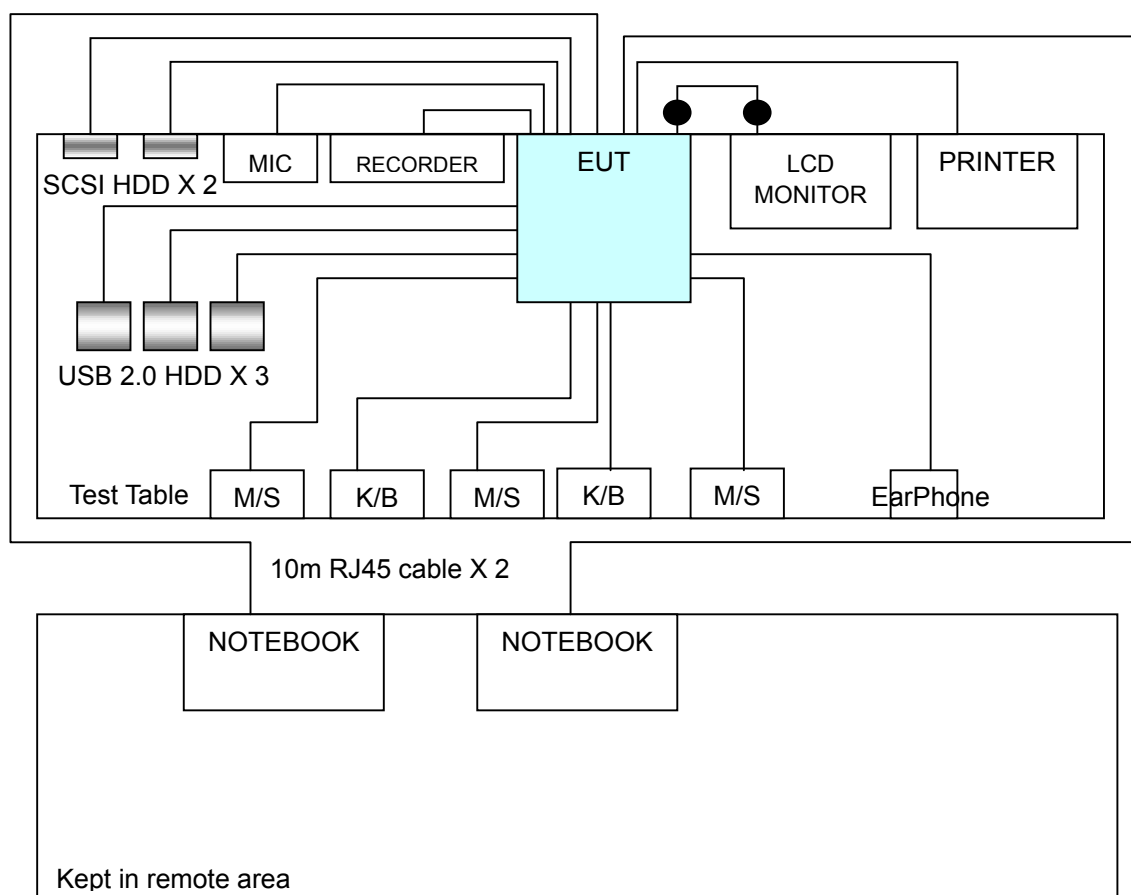 MIC
RECORDER
EUT
LCD
MONITOR
PRINTER
SCSI HDD X 2
USB 2.0 HDD X 3
Test Table
M/S
K/B
M/S
K/B
M/S
EarPhone
10m RJ45 cable X 2
NOTEBOOK
NOTEBOOK
Kept in remote area